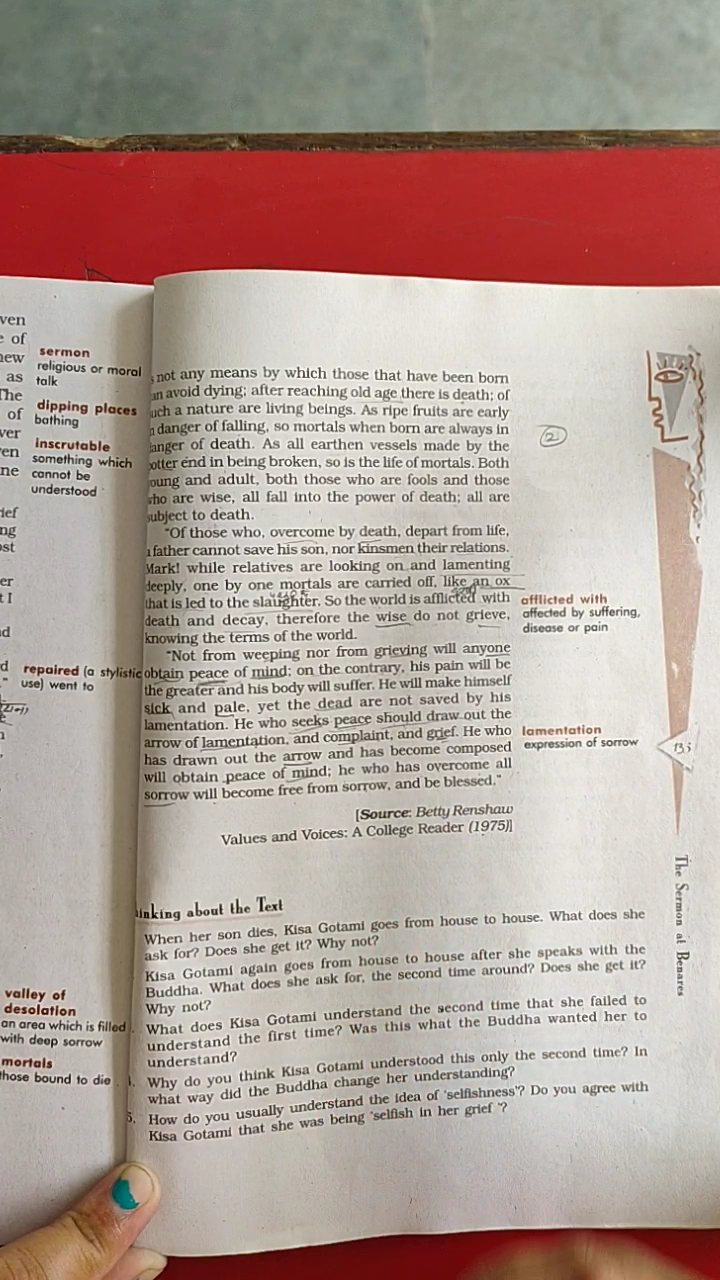 ven
of
new
as
The
of
ver
en
ne
ief
ng
ost
er
I
d
d
sermon
religious or moral
talk
dipping places
bathing
inscrutable
something which
cannot be
understood
repaired (a stylistic
use) went to
valley of
desolation
an area which is filled
with deep sorrow
mortals
those bound to die
not any means by which those that have been born
an avoid dying; after reaching old age there is death; of
uch a nature are living beings. As ripe fruits are early
danger of falling, so mortals when born are always in
anger of death. As all earthen vessels made by the
otter end in being broken, so is the life of mortals. Both
oung and adult, both those who are fools and those
ho are wise, all fall into the power of death; all are
ubject to death.
"Of those who, overcome by death, depart from life,
a father cannot save his son, nor kinsmen their relations.
Mark! while relatives are looking on and lamenting
deeply, one by one mortals are carried off, like an ox
that is led to the slaughter. So the world is afflicted with
death and decay, therefore the wise do not grieve,
knowing the terms of the world.
"Not from weeping nor from grieving will anyone
obtain peace of mind; on the contrary, his pain will be
the greater and his body will suffer. He will make himself
sick and pale, yet the dead are not saved by his
lamentation. He who seeks peace should draw out the
arrow of lamentation, and complaint, and grief. He who
has drawn out the arrow and has become composed
will obtain peace of mind; he who has overcome all
sorrow will become free from sorrow, and be blessed."
[Source: Betty Renshaw
Values and Voices: A College Reader (1975)]
2
afflicted with
affected by suffering,
disease or pain
lamentation
expression of sorrow
The Sermon at Benares
inking about the Text
When her son dies, Kisa Gotami goes from house to house. What does she
ask for? Does she get it? Why not?
Kisa Gotami again goes from house to house after she speaks with the
Buddha. What does she ask for, the second time around? Does she get it?
Why not?
What does Kisa Gotami understand the second time that she failed to
understand the first time? Was this what the Buddha wanted her to
understand?
Why do you think Kisa Gotami understood this only the second time? In
what way did the Buddha change her understanding?
5. How do you usually understand the idea of 'selfishness'? Do you agree with
Kisa Gotami that she was being 'selfish in her grief'?